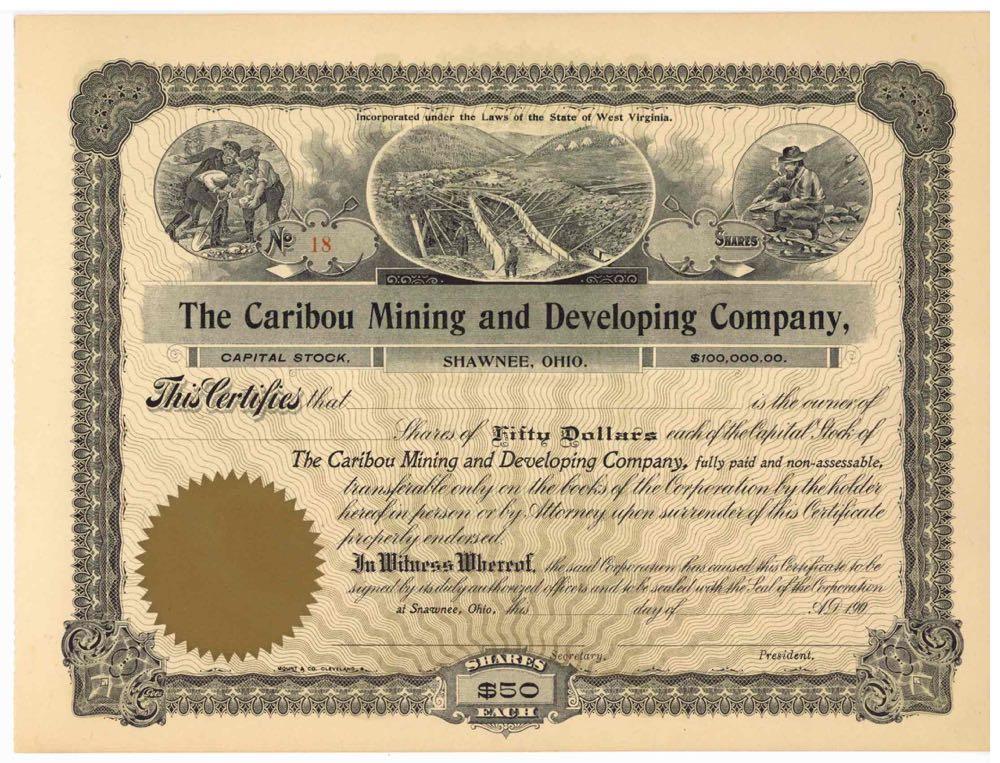 Incorporated under the Laws of the State of West Virginia.
No 18
SHARES
The Caribou Mining and Developing Company,
CAPITAL STOCK, SHAWNEE, OHIO. $100,000.00.
This Certifies that is the owner of
Shares of Fifty Dollars each of the Capital Stock of
The Caribou Mining and Developing Company, fully paid and non-assessable,
transferable only on the books of the Corporation by the holder
hereof in person or by Attorney, upon surrender of this Certificate
properly endorsed.
In Witness Whereof, the said Corporation has caused this Certificate to be
signed by its duly authorized officers and to be sealed with the Seal of the Corporation
at Shawnee, Ohio, this day of A.D. 190
Secretary. President.
MOUNT & CO. CLEVELAND, O.
SHARES
$50
EACH